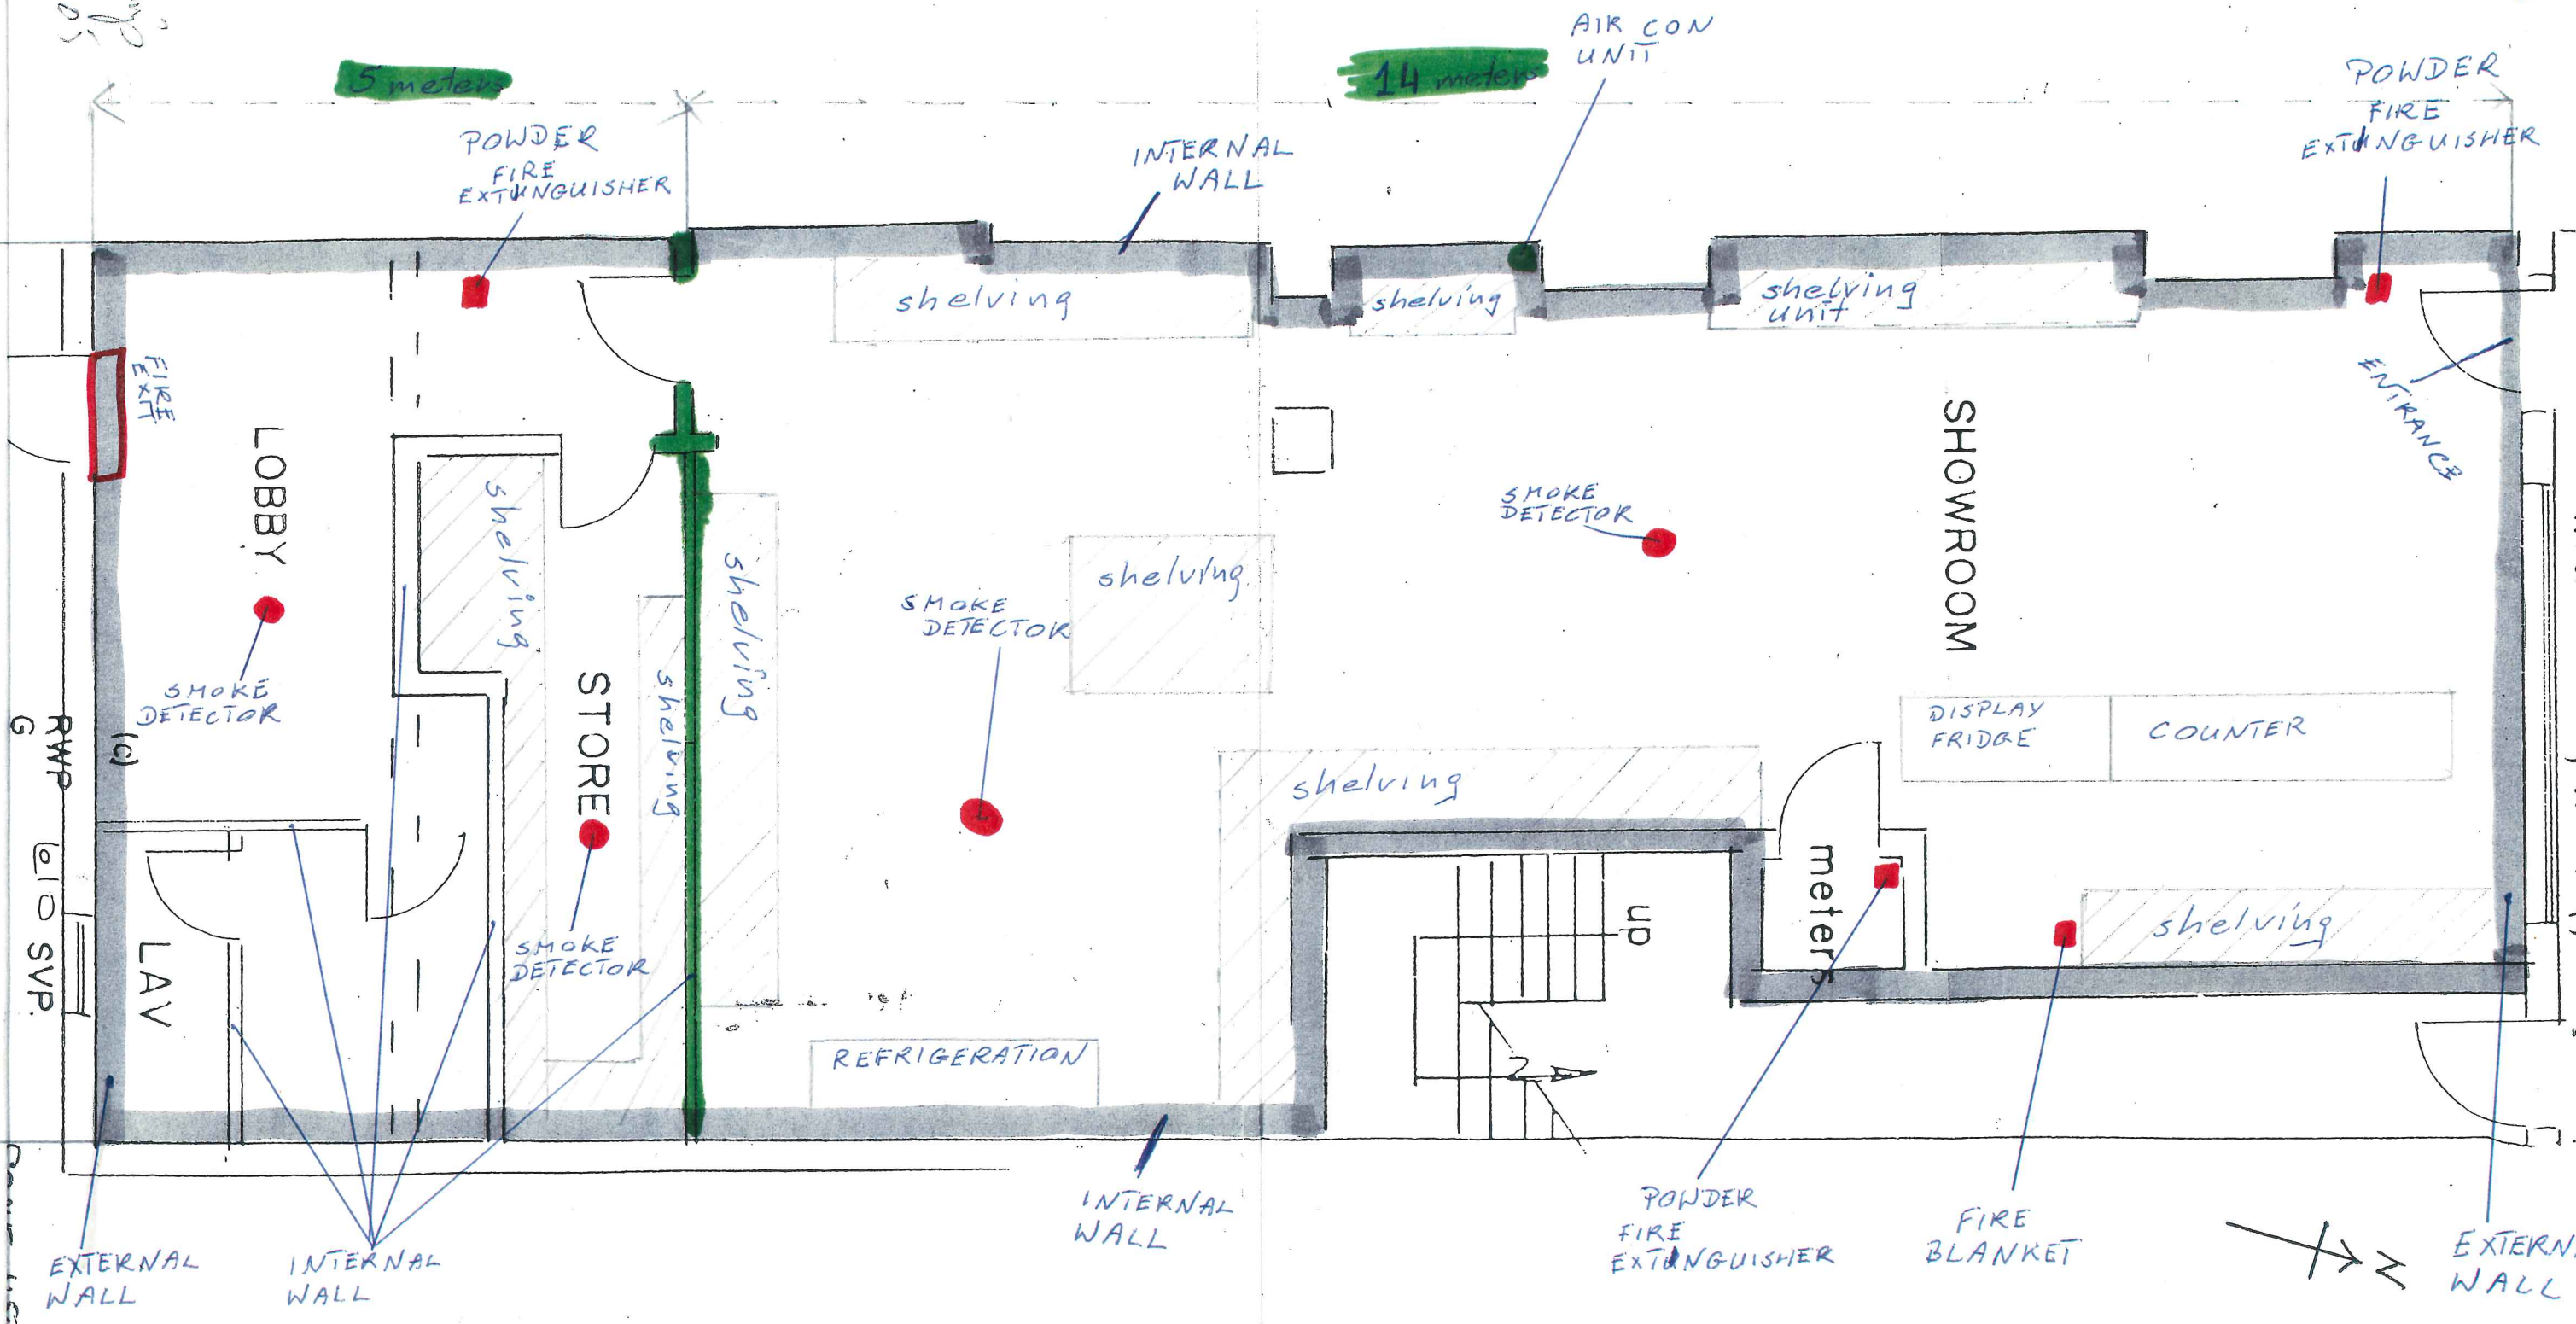 AIR CON
UNIT
5 meters
14 meters
POWDER
FIRE
EXTUNGUISHER
POWDER
FIRE
EXTUNGUISHER
INTERNAL
WALL
shelving
shelving
shelving
unit
FIRE
EXIT
ENTRANCE
LOBBY
SHOWROOM
shelving
SMOKE
DETECTOR
shelving
shelving
SMOKE
DETECTOR
SMOKE
DETECTOR
STORE
shelving
DISPLAY
FRIDGE
COUNTER
RWP
G
(c)
shelving
meters
up
shelving
SVP.
LAV
SMOKE
DETECTOR
REFRIGERATION
INTERNAL
WALL
POWDER
FIRE
EXTUNGUISHER
FIRE
BLANKET
EXTERNAL
WALL
INTERNAL
WALL
N
EXTERN
WALL